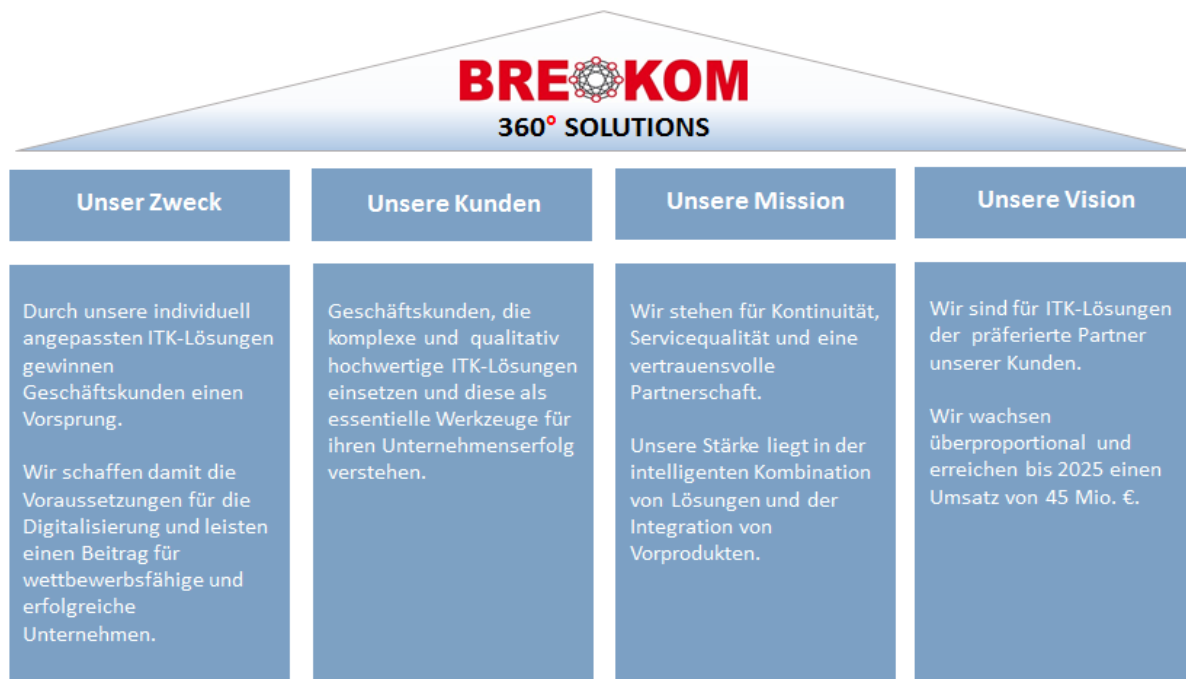 BREKOM
360° SOLUTIONS
Unser Zweck
Durch unsere individuell
angepassten ITK-Lösungen
gewinnen
Geschäftskunden einen
Vorsprung.
Wir schaffen damit die
Voraussetzungen für die
Digitalisierung und leisten
einen Beitrag für
wettbewerbsfähige und
erfolgreiche
Unternehmen.
Unsere Kunden
Geschäftskunden, die
komplexe und qualitativ
hochwertige ITK-Lösungen
einsetzen und diese als
essentielle Werkzeuge für
ihren Unternehmenserfolg
verstehen.
Unsere Mission
Wir stehen für Kontinuität,
Servicequalität und eine
vertrauensvolle
Partnerschaft.
Unsere Stärke liegt in der
intelligenten Kombination
von Lösungen und der
Integration von
Vorprodukten.
Unsere Vision
Wir sind für ITK-Lösungen
der präferierte Partner
unserer Kunden.
Wir wachsen
überproportional und
erreichen bis 2025 einen
Umsatz von 45 Mio. €.